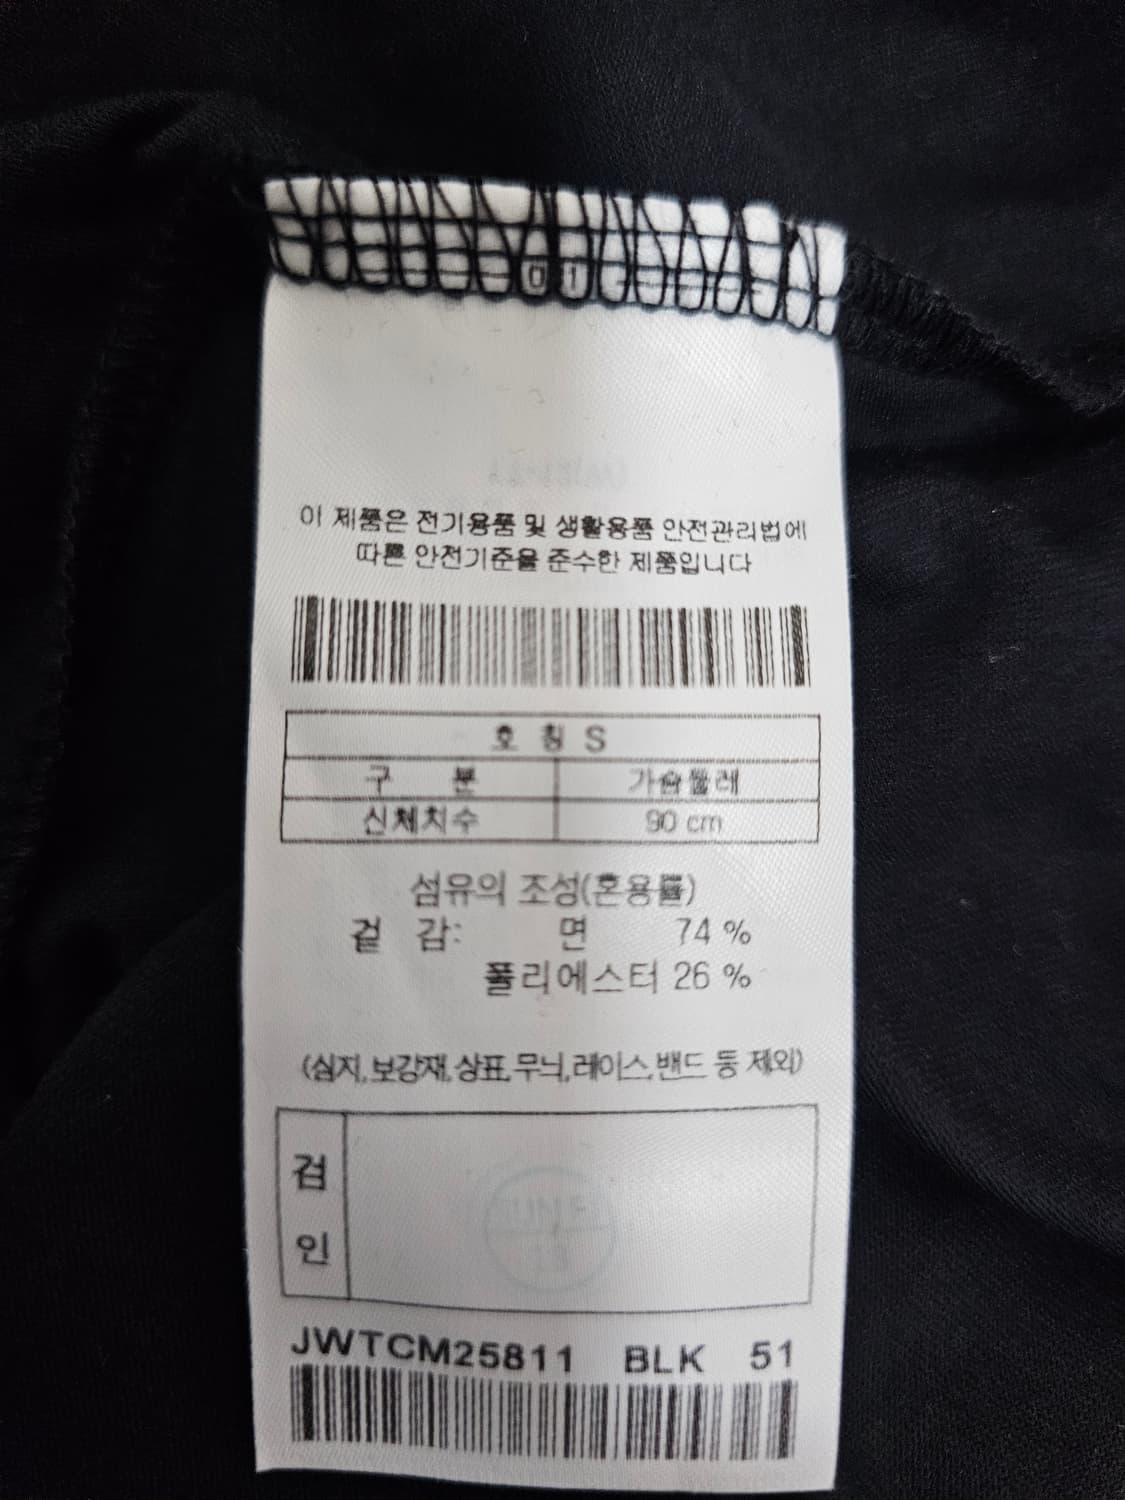 이 제품은 전기용품 및 생활용품 안전관리법에
따른 안전기준을 준수한 제품입니다
호 칭 S
구 분 가슴둘레
신체치수 90 cm
섬유의 조성(혼용률)
겉 감: 면 74 %
폴리에스터 26 %
(심지,보강재,상표,무늬,레이스,밴드 등 제외)
검
인
JWTCM25811 BLK 51